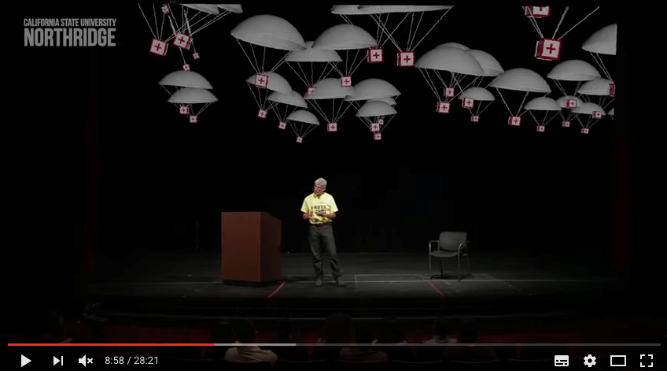 CALIFORNIA STATE UNIVERSITY
NORTHRIDGE
8:58 / 28:21